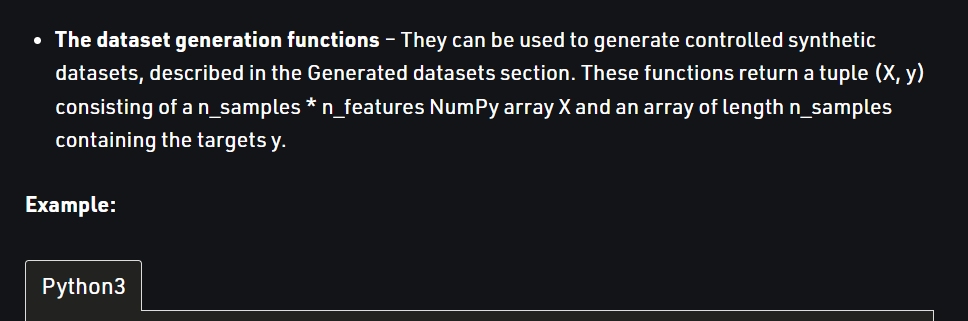 • The dataset generation functions – They can be used to generate controlled synthetic
datasets, described in the Generated datasets section. These functions return a tuple (X, y)
consisting of a n_samples * n_features NumPy array X and an array of length n_samples
containing the targets y.
Example:
Python3